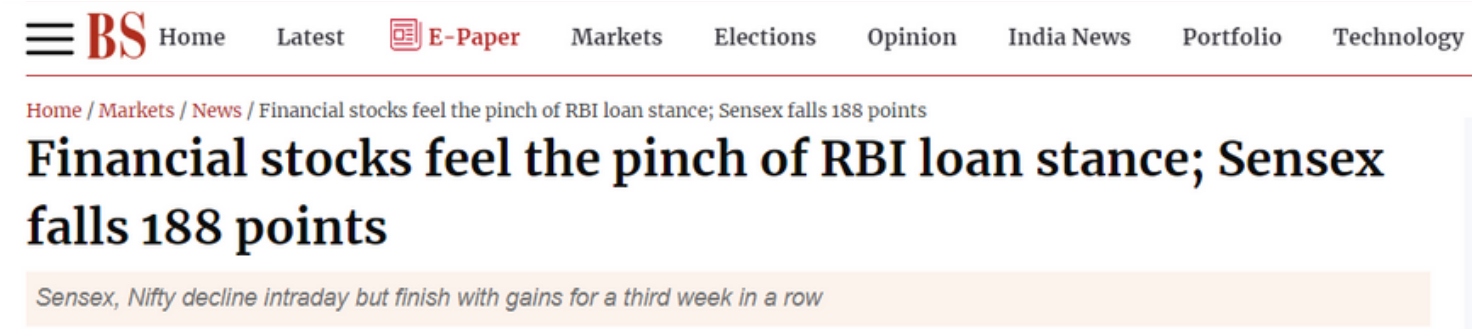 BS Home Latest E-Paper Markets Elections Opinion India News Portfolio Technology
Home / Markets / News / Financial stocks feel the pinch of RBI loan stance; Sensex falls 188 points
Financial stocks feel the pinch of RBI loan stance; Sensex
falls 188 points
Sensex, Nifty decline intraday but finish with gains for a third week in a row